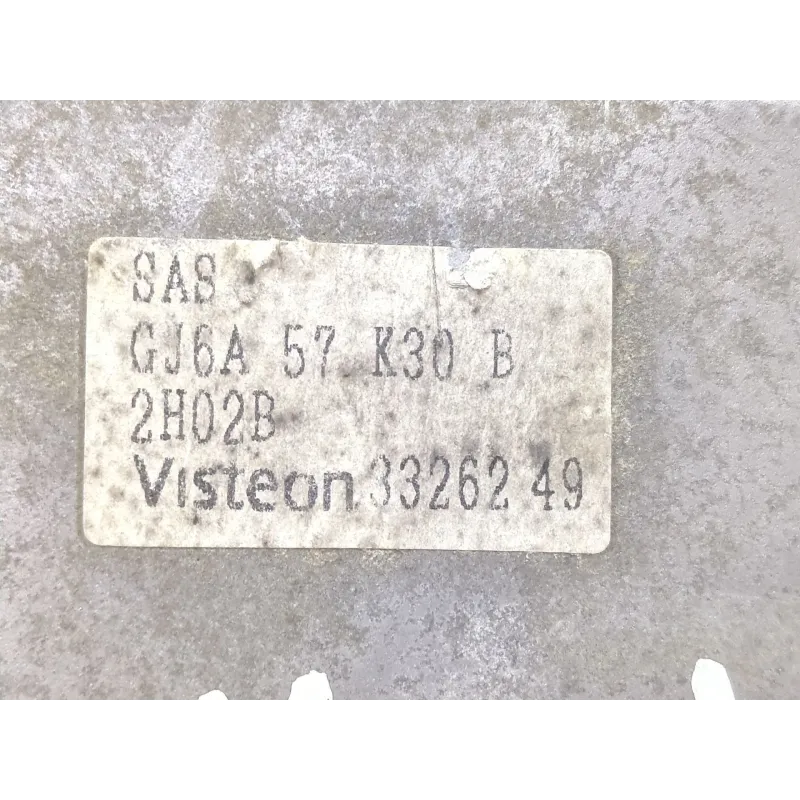 SAS
GJ6A 57 K30 B
2H02B
Visteon 33262 49